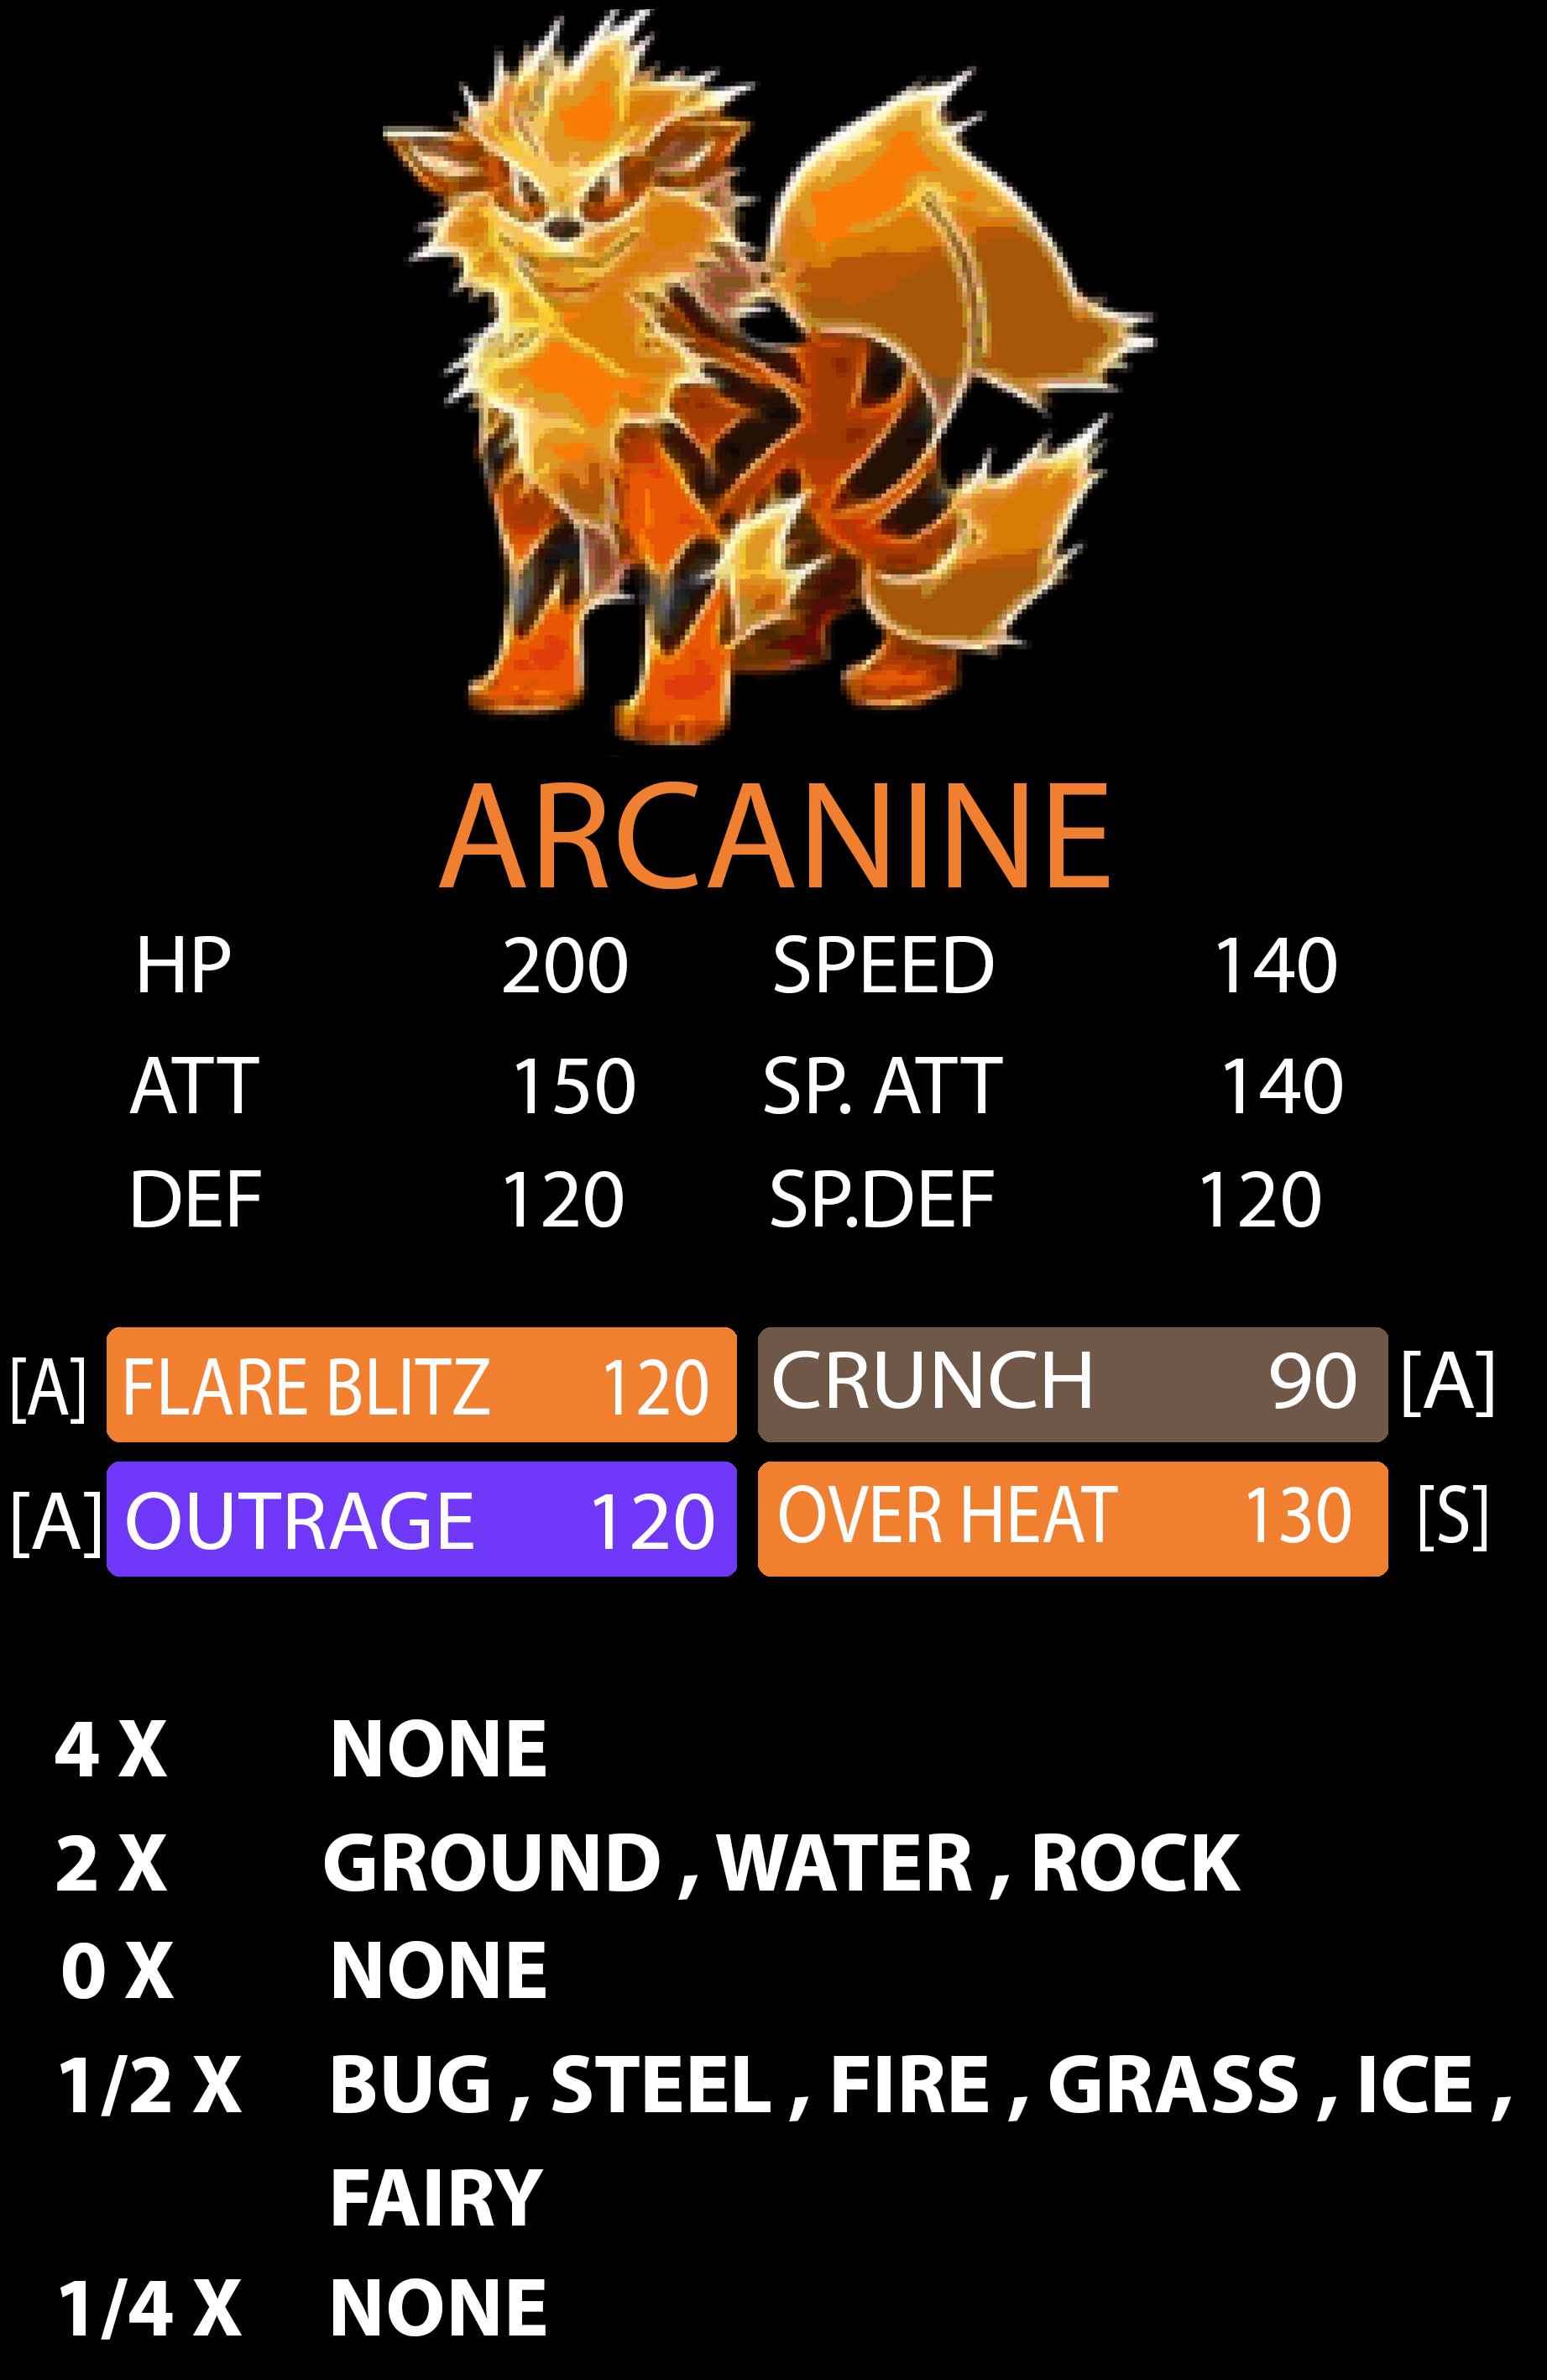 ARCANINE
HP 200 SPEED 140
ATT 150 SP. ATT 140
DEF 120 SP.DEF 120
[A] FLARE BLITZ 120 CRUNCH 90 [A]
[A] OUTRAGE 120 OVER HEAT 130 [S]
4 X NONE
2 X GROUND , WATER , ROCK
0 X NONE
1/2 X BUG , STEEL , FIRE , GRASS , ICE ,
FAIRY
1/4 X NONE